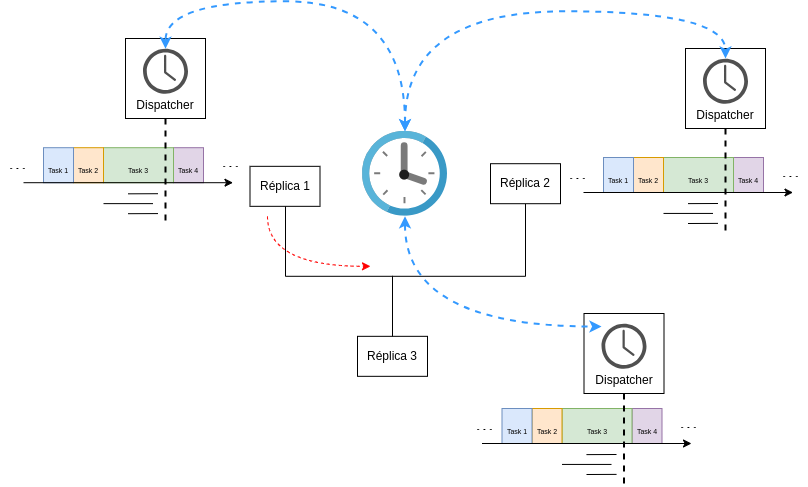 Dispatcher
Task 1 Task 2 Task 3 Task 4
. . .
. . .
Réplica 1
Réplica 2
Dispatcher
Task 1 Task 2 Task 3 Task 4
. . .
. . .
Réplica 3
Dispatcher
Task 1 Task 2 Task 3 Task 4
. . .
. . .